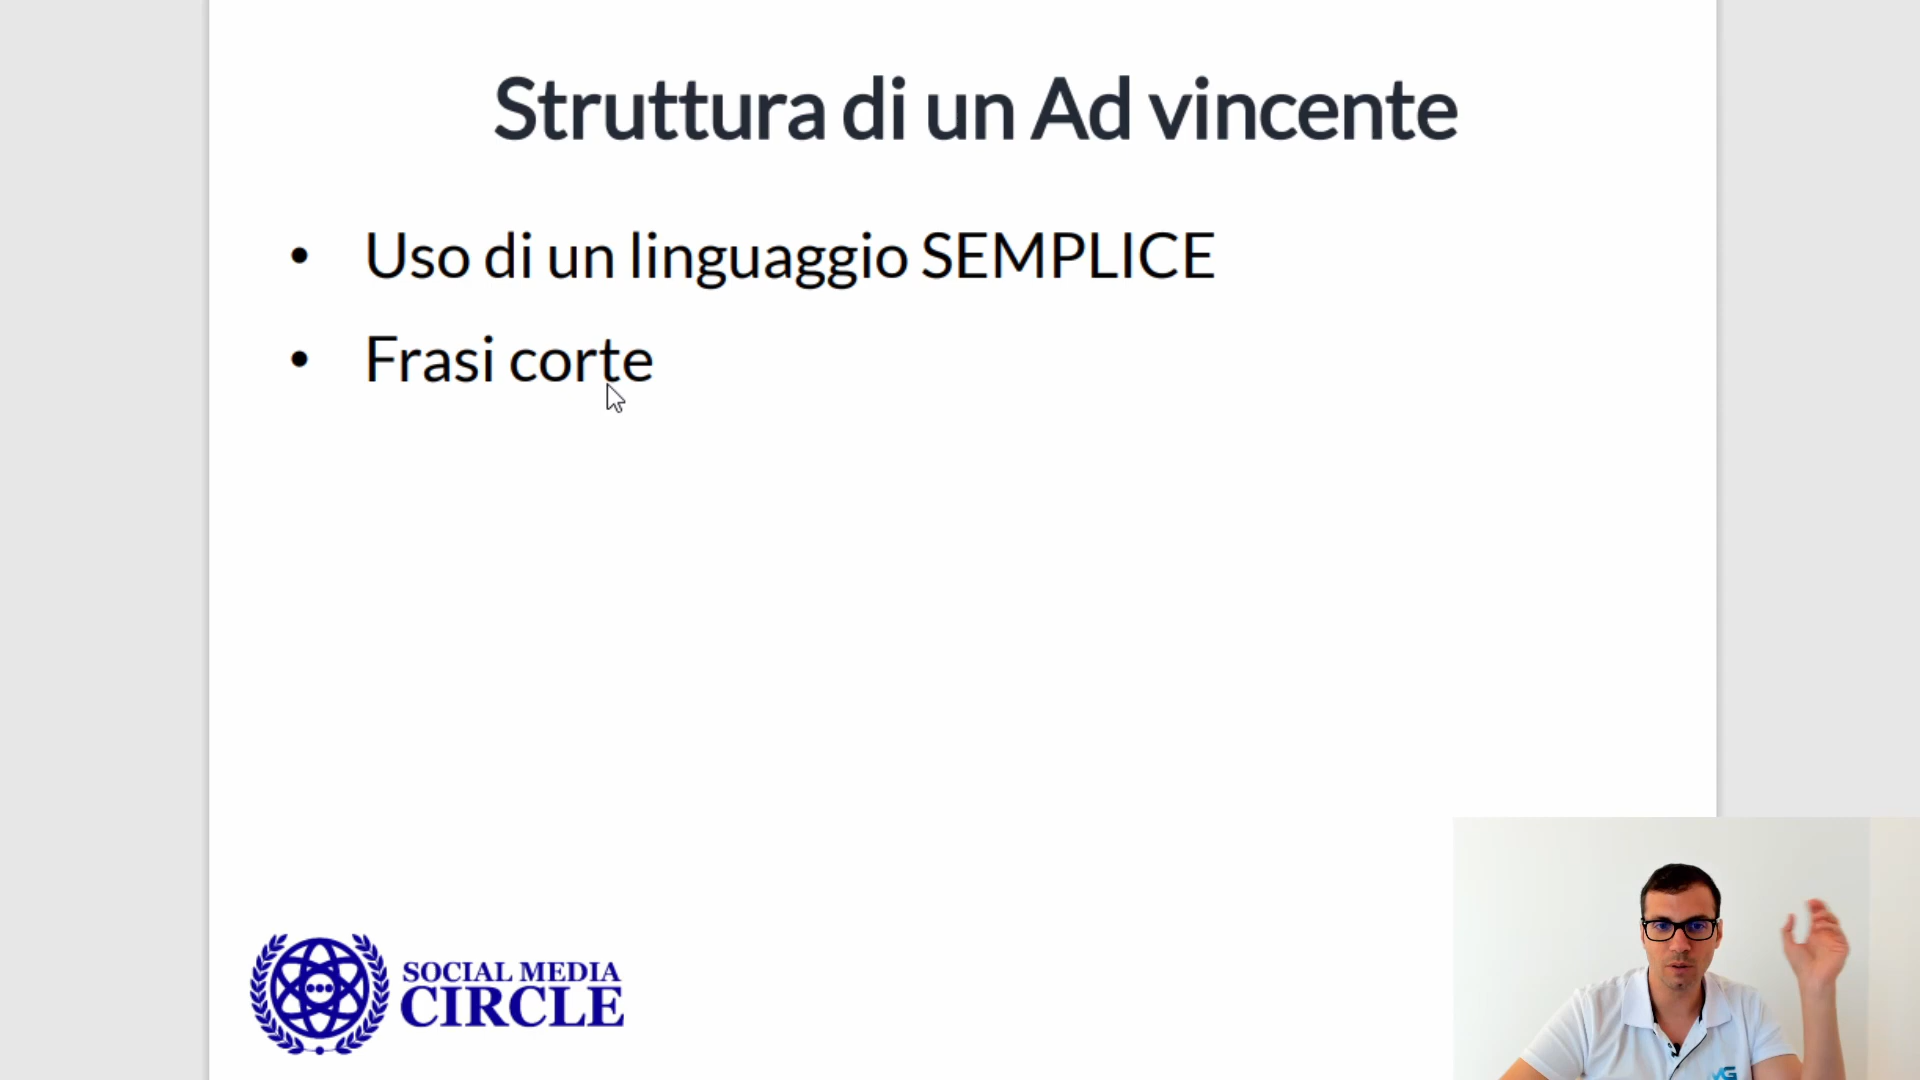 Struttura di un Ad vincente
• Uso di un linguaggio SEMPLICE
• Frasi corte
SOCIAL MEDIA
CIRCLE